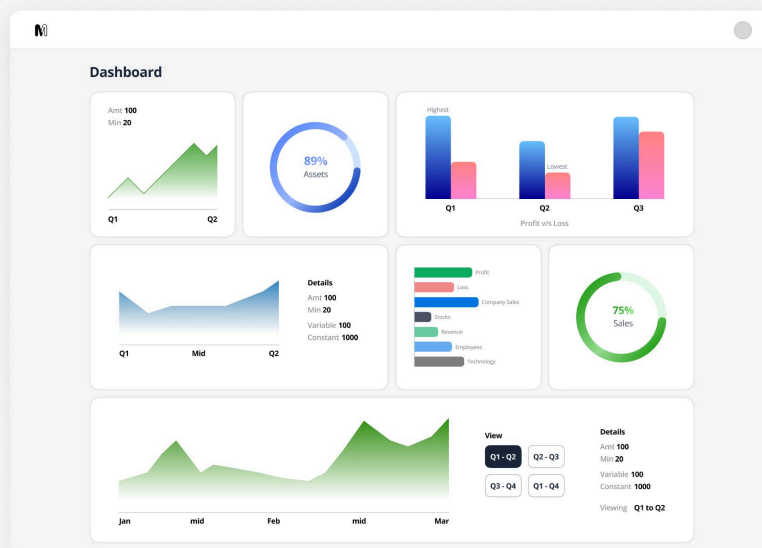 M
Dashboard
Amt 100
Min 20
Q1 Q2
89%
Assets
Highest
Lowest
Q1 Q2 Q3
Profit v/s Loss
Q1 Mid Q2
Details
Amt 100
Min 20
Variable 100
Constant 1000
Profit
Loss
Company Sales
Stocks
Revenue
Employees
Technology
75%
Sales
Jan mid Feb mid Mar
View
Q1 - Q2 Q2 - Q3
Q3 - Q4 Q1 - Q4
Details
Amt 100
Min 20
Variable 100
Constant 1000
Viewing Q1 to Q2